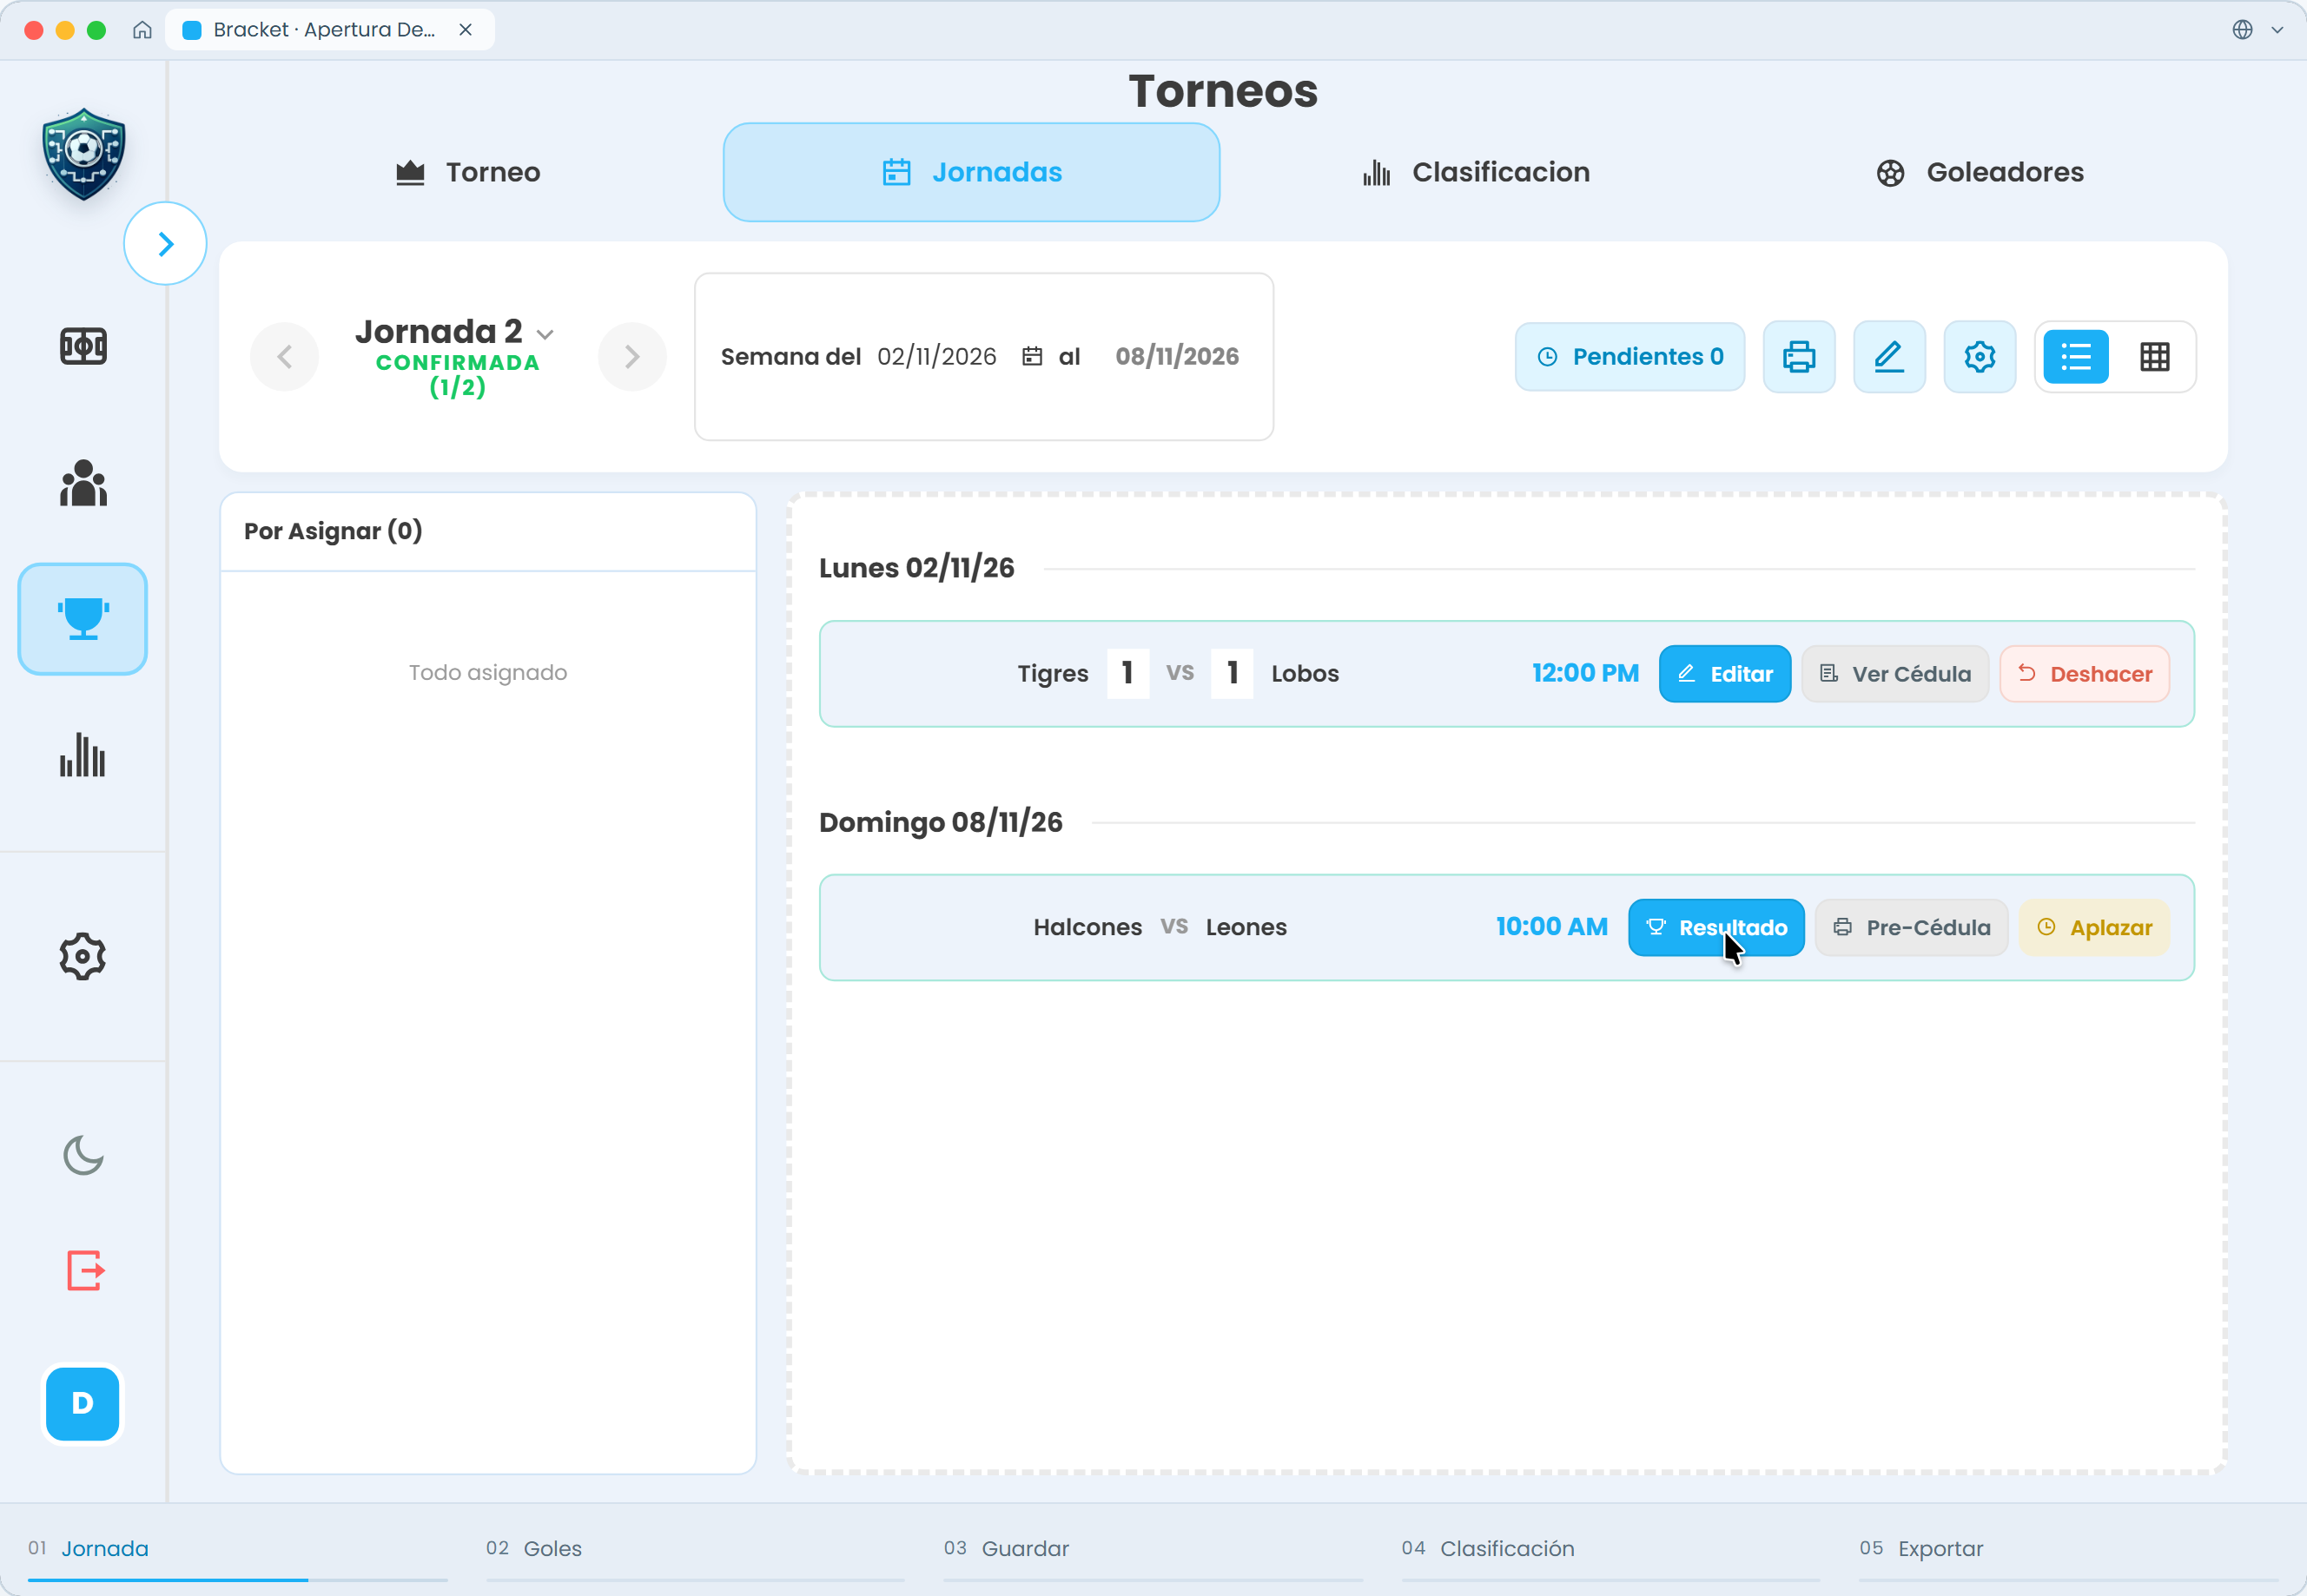 Bracket · Apertura De...
Torneos
Torneo
Jornadas
Clasificacion
Goleadores
Jornada 2
CONFIRMADA
(1/2)
Semana del 02/11/2026 al 08/11/2026
Pendientes 0
Por Asignar (0)
Todo asignado
Lunes 02/11/26
Tigres 1 VS 1 Lobos 12:00 PM Editar Ver Cédula Deshacer
Domingo 08/11/26
Halcones VS Leones 10:00 AM Resultado Pre-Cédula Aplazar
D
01 Jornada
02 Goles
03 Guardar
04 Clasificación
05 Exportar